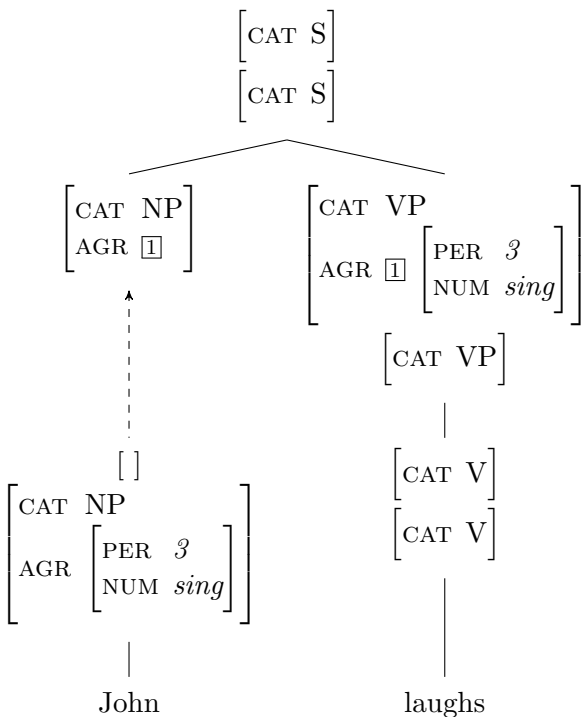 [CAT S]
[CAT S]
[CAT NP
AGR 1]
[CAT VP
AGR 1 [PER 3
NUM sing]]
[CAT VP]
[ ]
[CAT NP
AGR [PER 3
NUM sing]]
[CAT V]
[CAT V]
John laughs